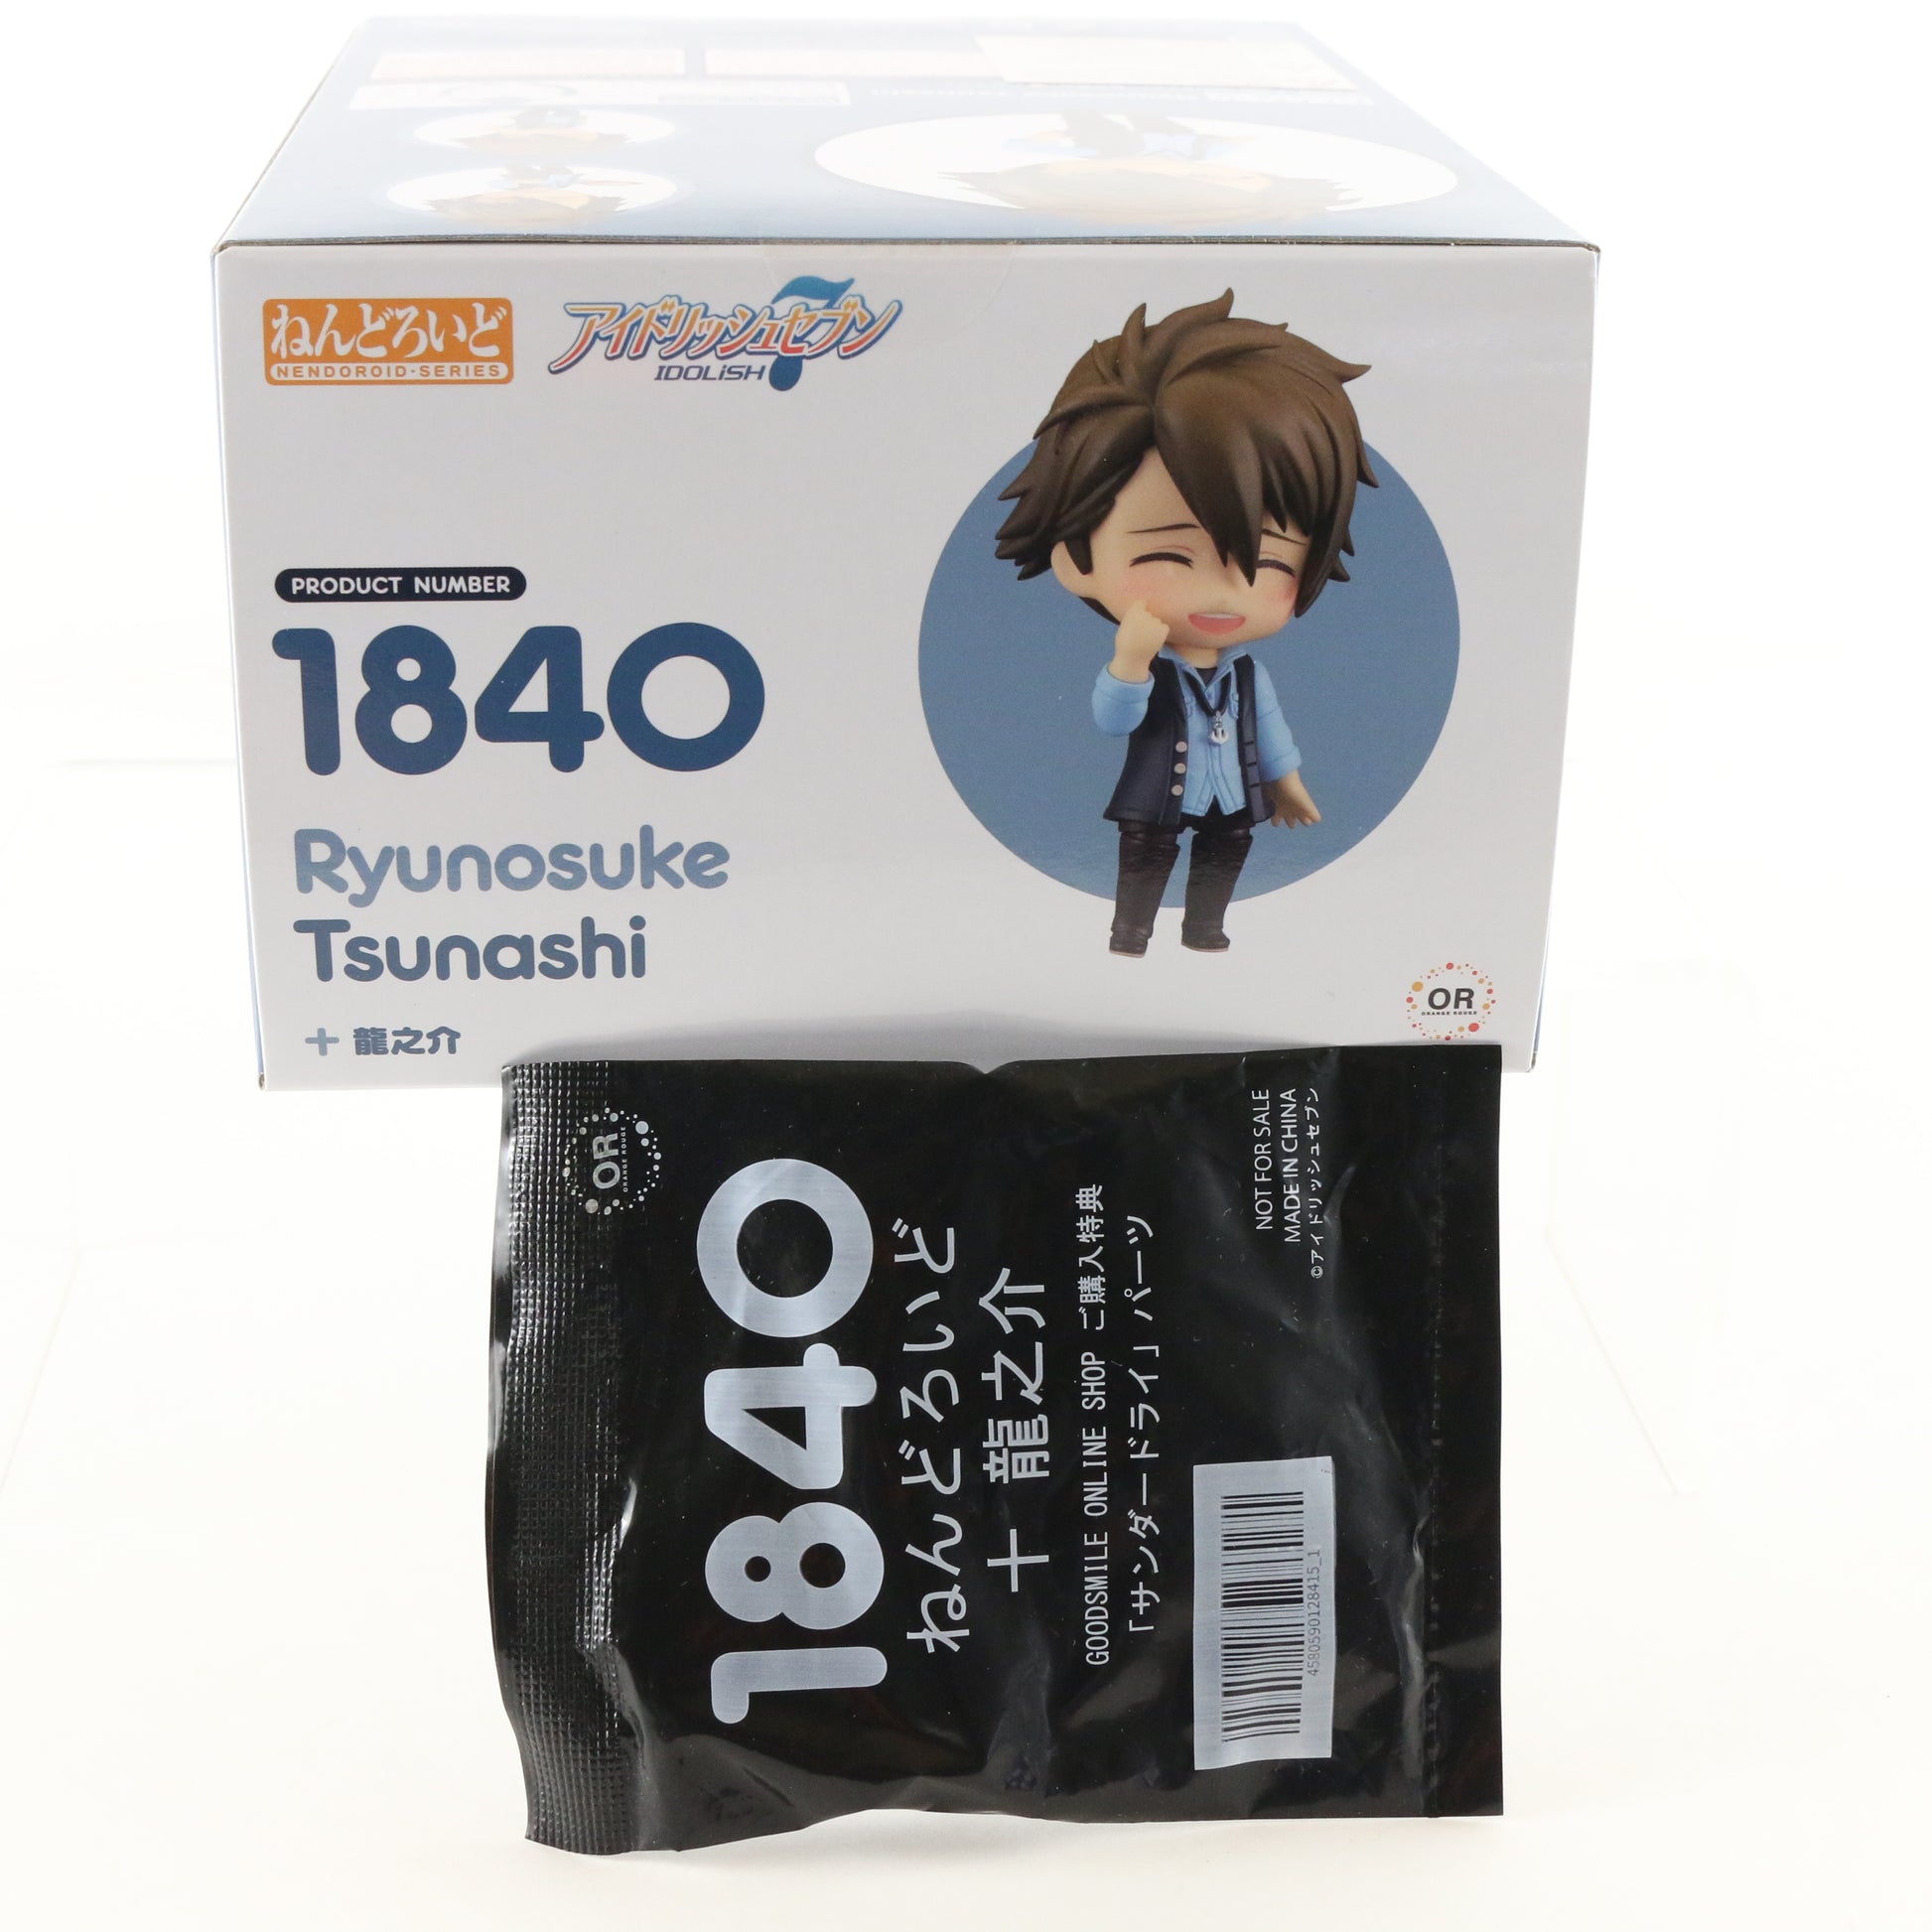 ねんどろいど
NENDOROID-SERIES
アイドリッシュセブン
IDOLiSH7
PRODUCT NUMBER
1840
Ryunosuke
Tsunashi
十 龍之介
OR
ORANGE ROUGE
OR
ORANGE ROUGE
1840
ねんどろいど
十 龍之介
GOODSMILE ONLINE SHOP ご購入特典
「サンダードライ」パーツ
4580590128415_1
NOT FOR SALE
MADE IN CHINA
©アイドリッシュセブン